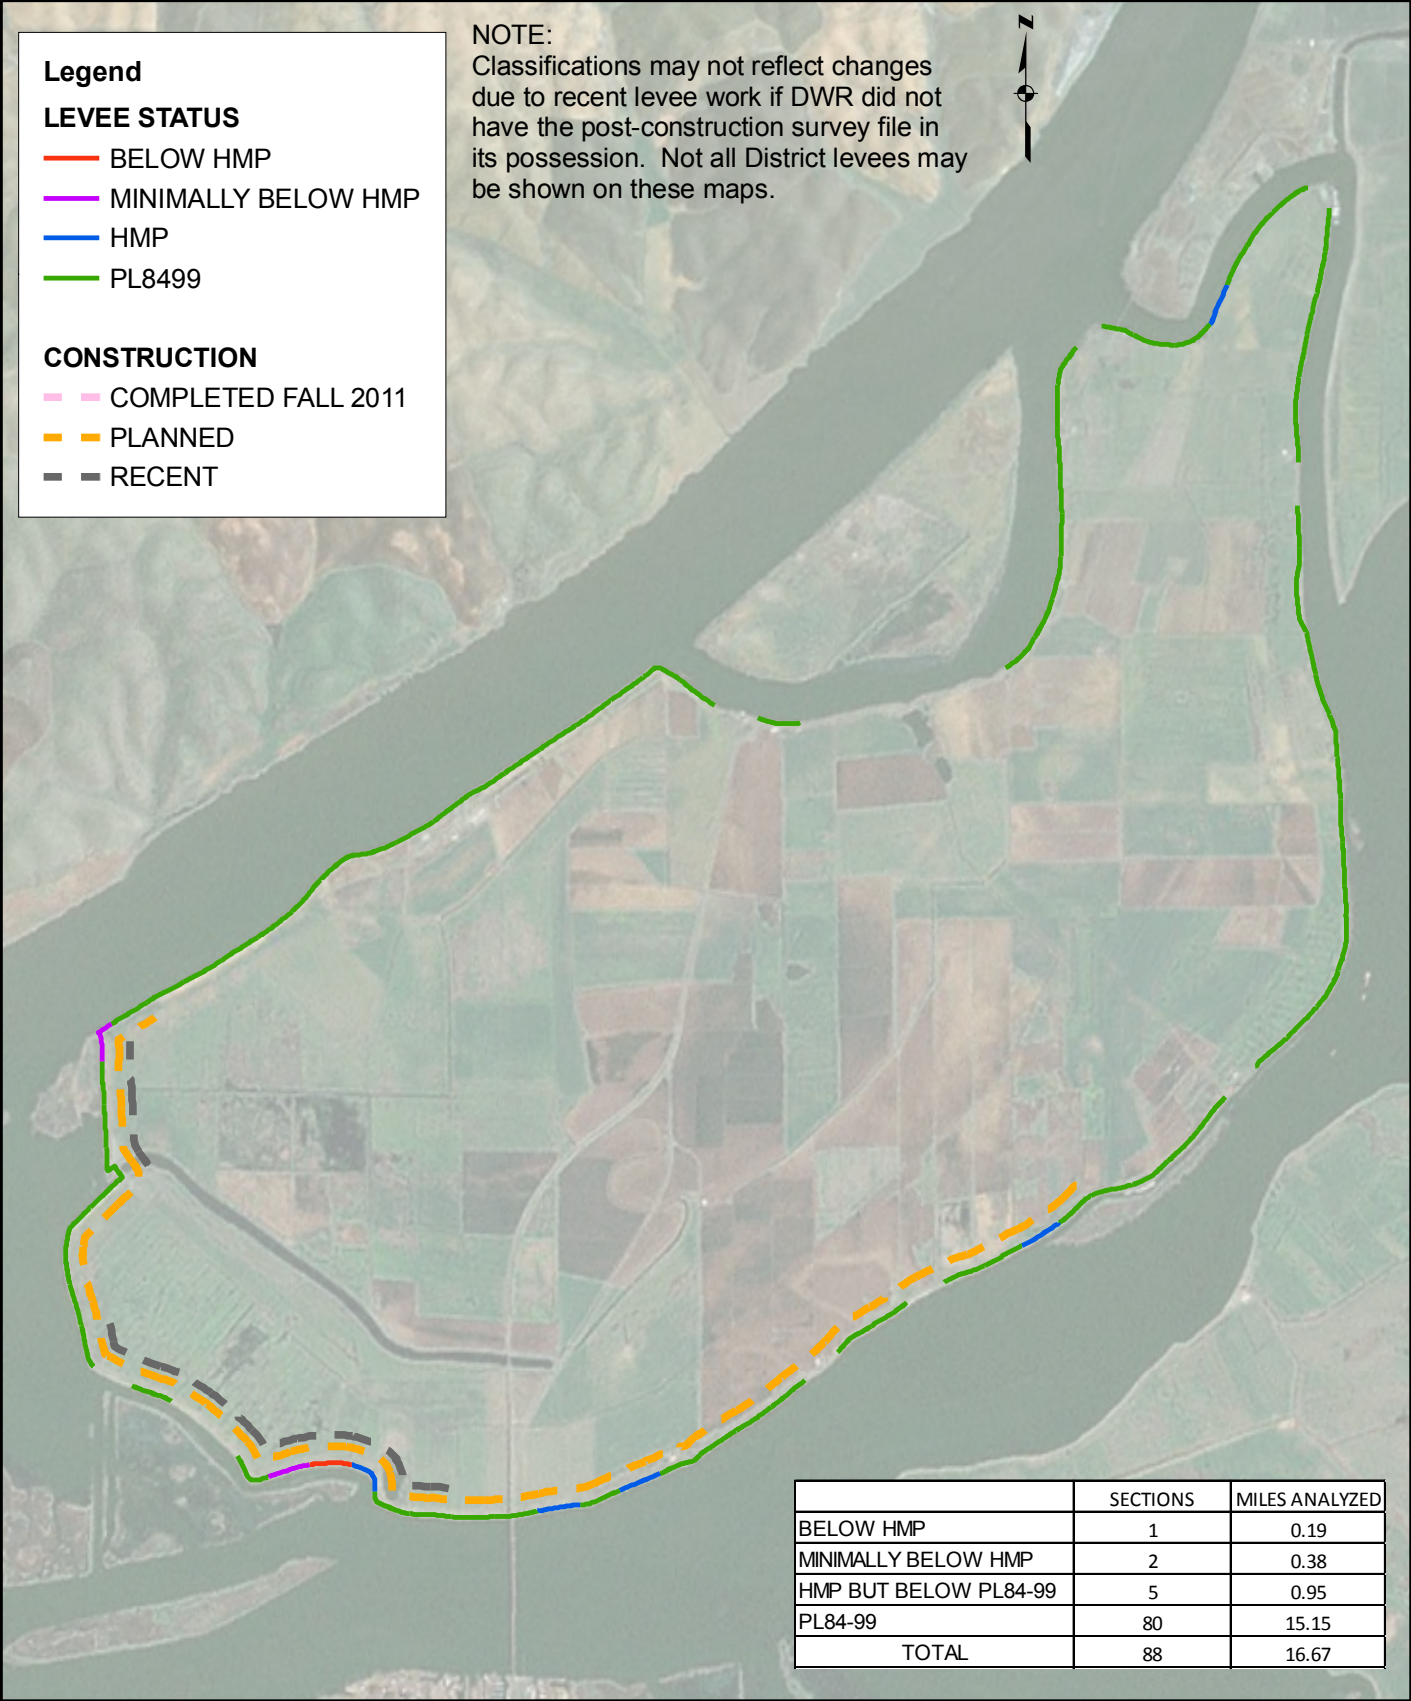 Legend
LEVEE STATUS
BELOW HMP
MINIMALLY BELOW HMP
HMP
PL8499
CONSTRUCTION
COMPLETED FALL 2011
PLANNED
RECENT
NOTE:
Classifications may not reflect changes
due to recent levee work if DWR did not
have the post-construction survey file in
its possession.  Not all District levees may
be shown on these maps.
N
SECTIONS MILES ANALYZED
BELOW HMP 1 0.19
MINIMALLY BELOW HMP 2 0.38
HMP BUT BELOW PL84-99 5 0.95
PL84-99 80 15.15
TOTAL 88 16.67